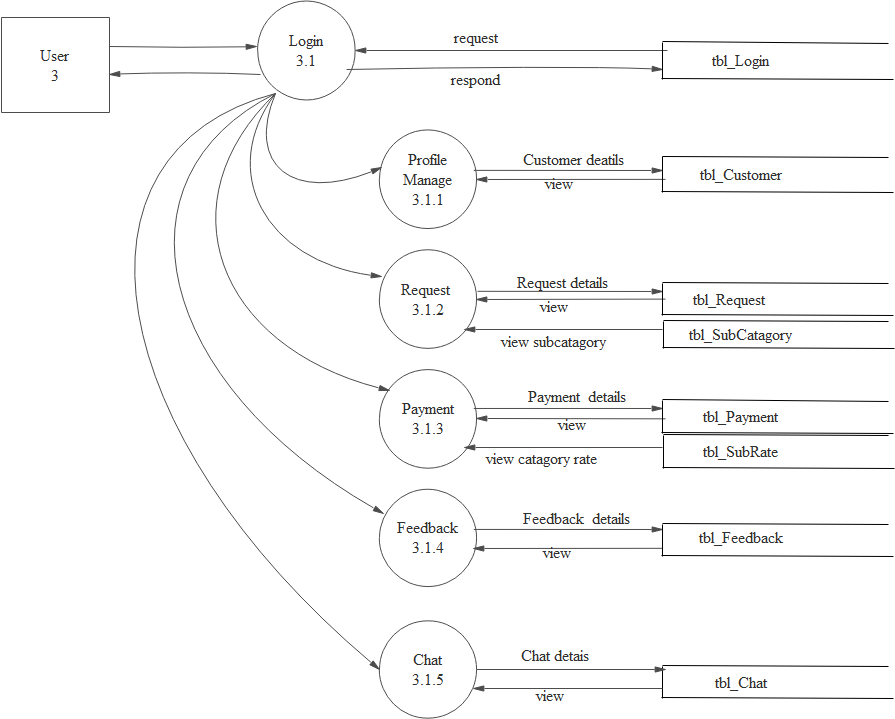 User
3
Login
3.1
request
respond
tbl_Login
Profile
Manage
3.1.1
Customer deatils
view
tbl_Customer
Request
3.1.2
Request details
view
view subcatagory
tbl_Request
tbl_SubCatagory
Payment
3.1.3
Payment  details
view
view catagory rate
tbl_Payment
tbl_SubRate
Feedback
3.1.4
Feedback  details
view
tbl_Feedback
Chat
3.1.5
Chat detais
view
tbl_Chat